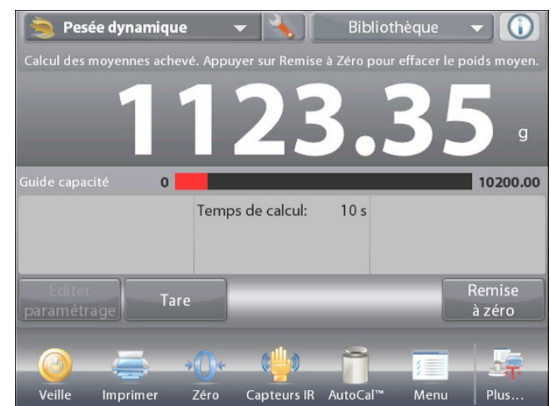 Pesée dynamique Bibliothèque
Calcul des moyennes achevé. Appuyer sur Remise à Zéro pour effacer le poids moyen.
1123.35 g
Guide capacité 0 10200.00
Temps de calcul: 10 s
Editer
paramétrage
Tare
Remise
à zéro
Veille Imprimer Zéro Capteurs IR AutoCal™ Menu Plus...